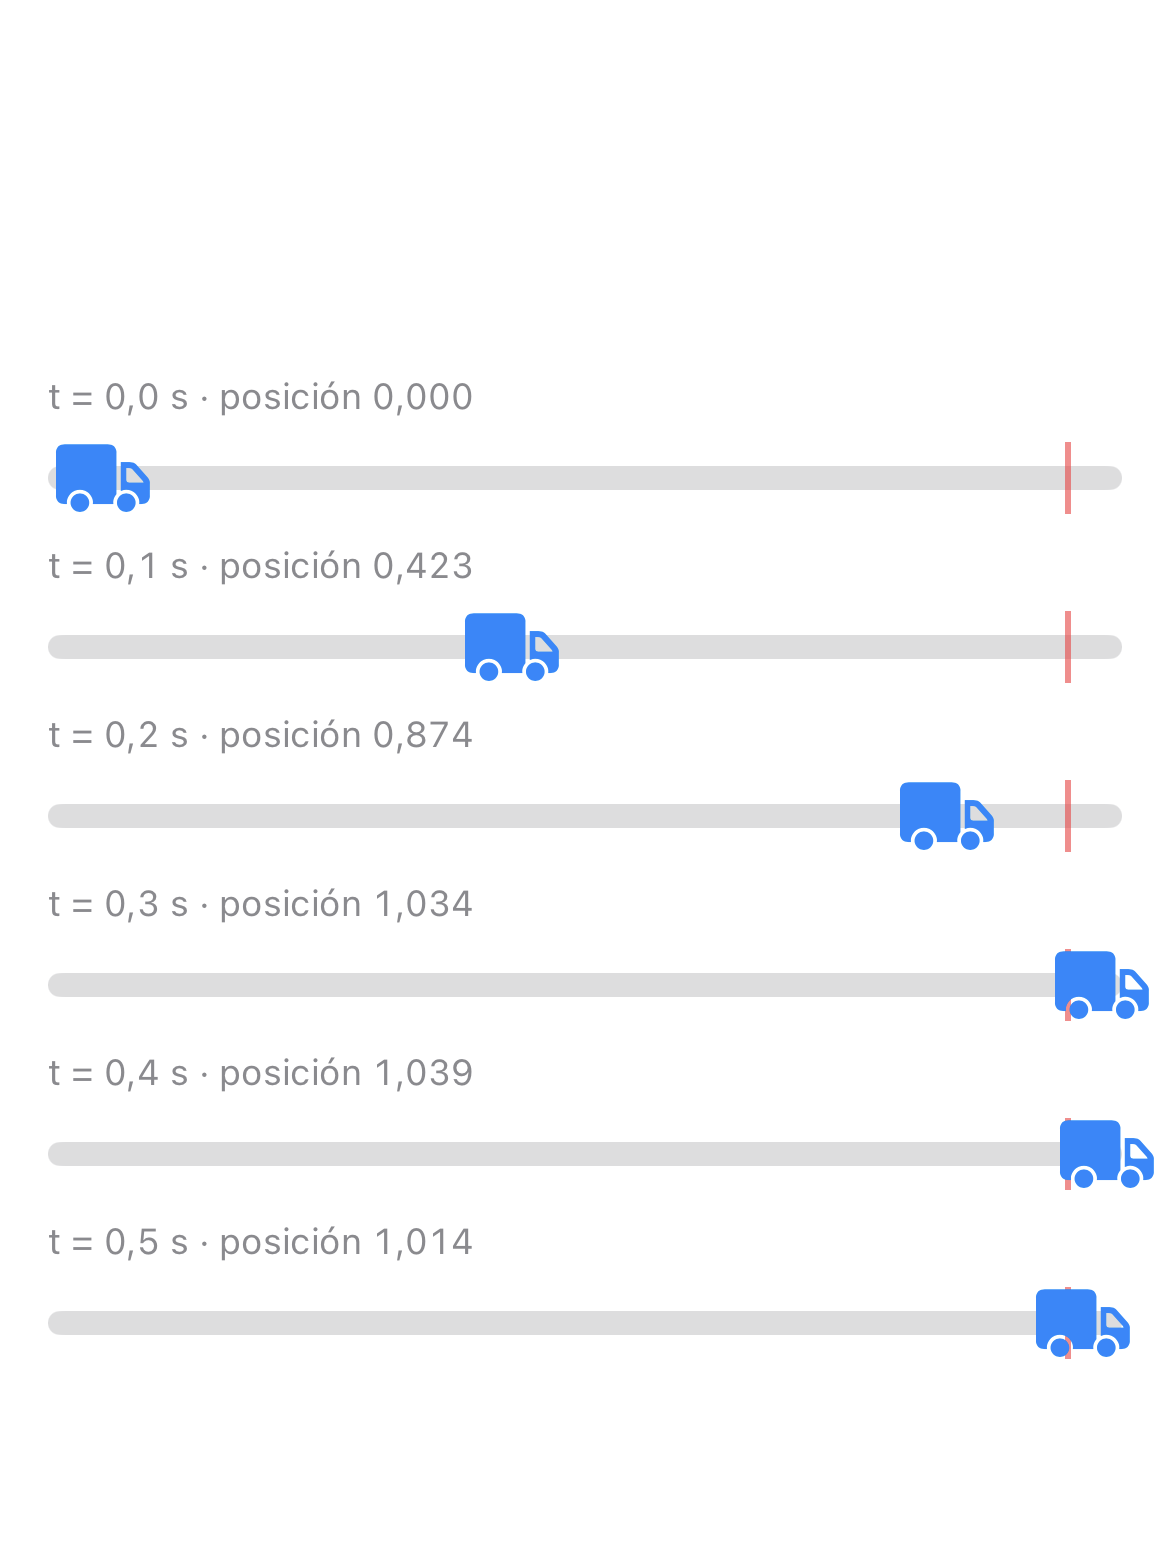 t = 0,0 s · posición 0,000
t = 0,1 s · posición 0,423
t = 0,2 s · posición 0,874
t = 0,3 s · posición 1,034
t = 0,4 s · posición 1,039
t = 0,5 s · posición 1,014